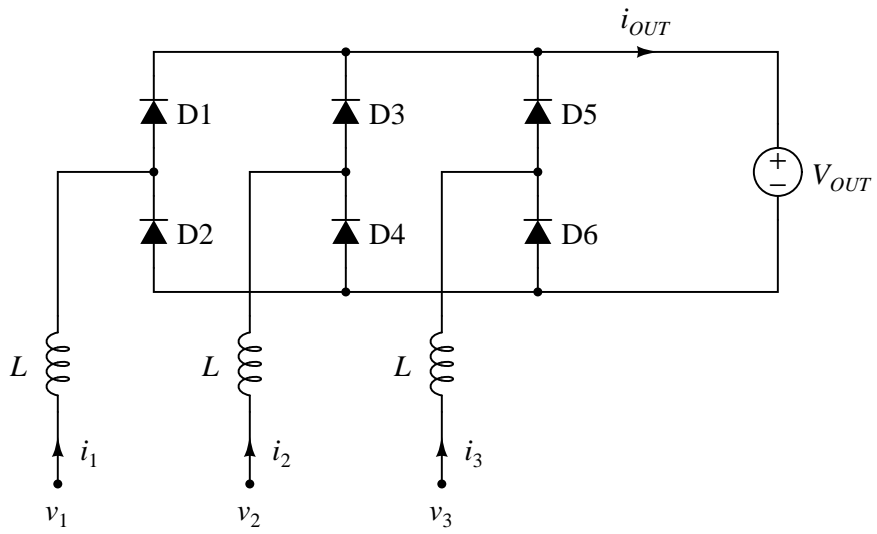 i_OUT
D1 D3 D5
+
− V_OUT
D2 D4 D6
L L L
i_1 i_2 i_3
v_1 v_2 v_3